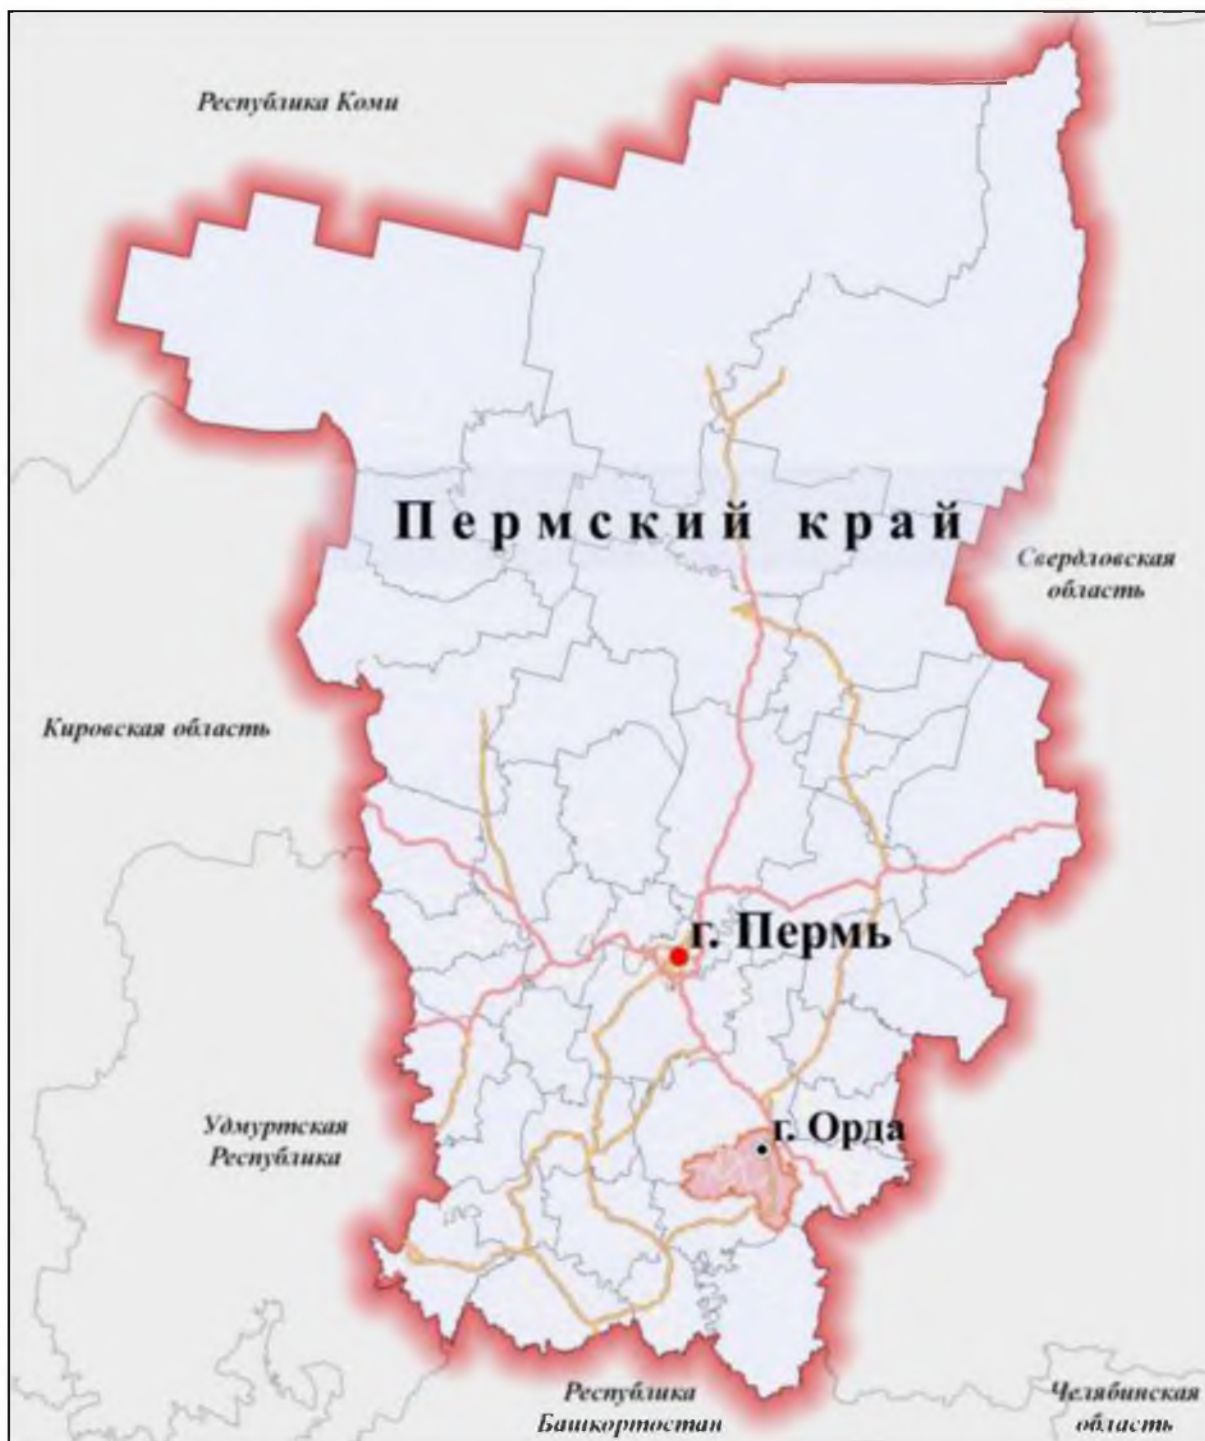 Республика Коми
Пермский край
Свердловская
область
Кировская область
г. Пермь
Удмуртская
Республика
г. Орда
Республика
Башкортостан
Челябинская
область